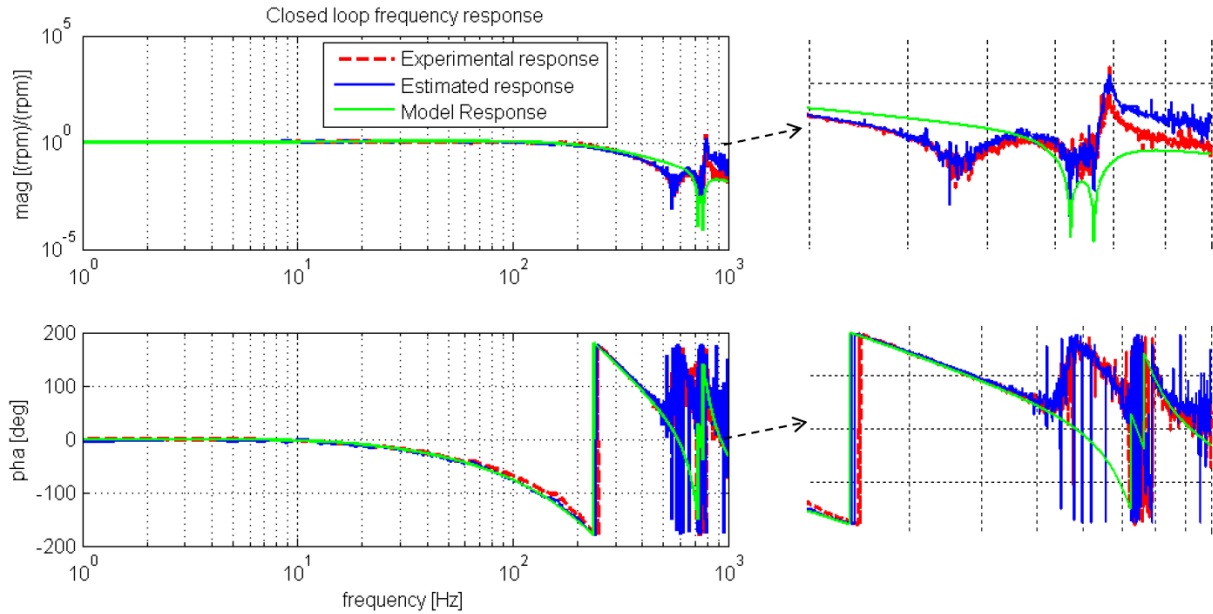 Closed loop frequency response
10^5
10^0
10^-5
mag [(rpm)/(rpm)]
Experimental response
Estimated response
Model Response
10^0
10^1
10^2
10^3
200
100
0
-100
-200
pha [deg]
10^0
10^1
10^2
10^3
frequency [Hz]